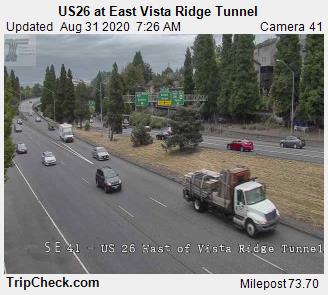 US26 at East Vista Ridge Tunnel
Updated Aug 31 2020 7:26 AM Camera 41
SE 41 - US 26 East of Vista Ridge Tunnel
TripCheck.com Milepost 73.70